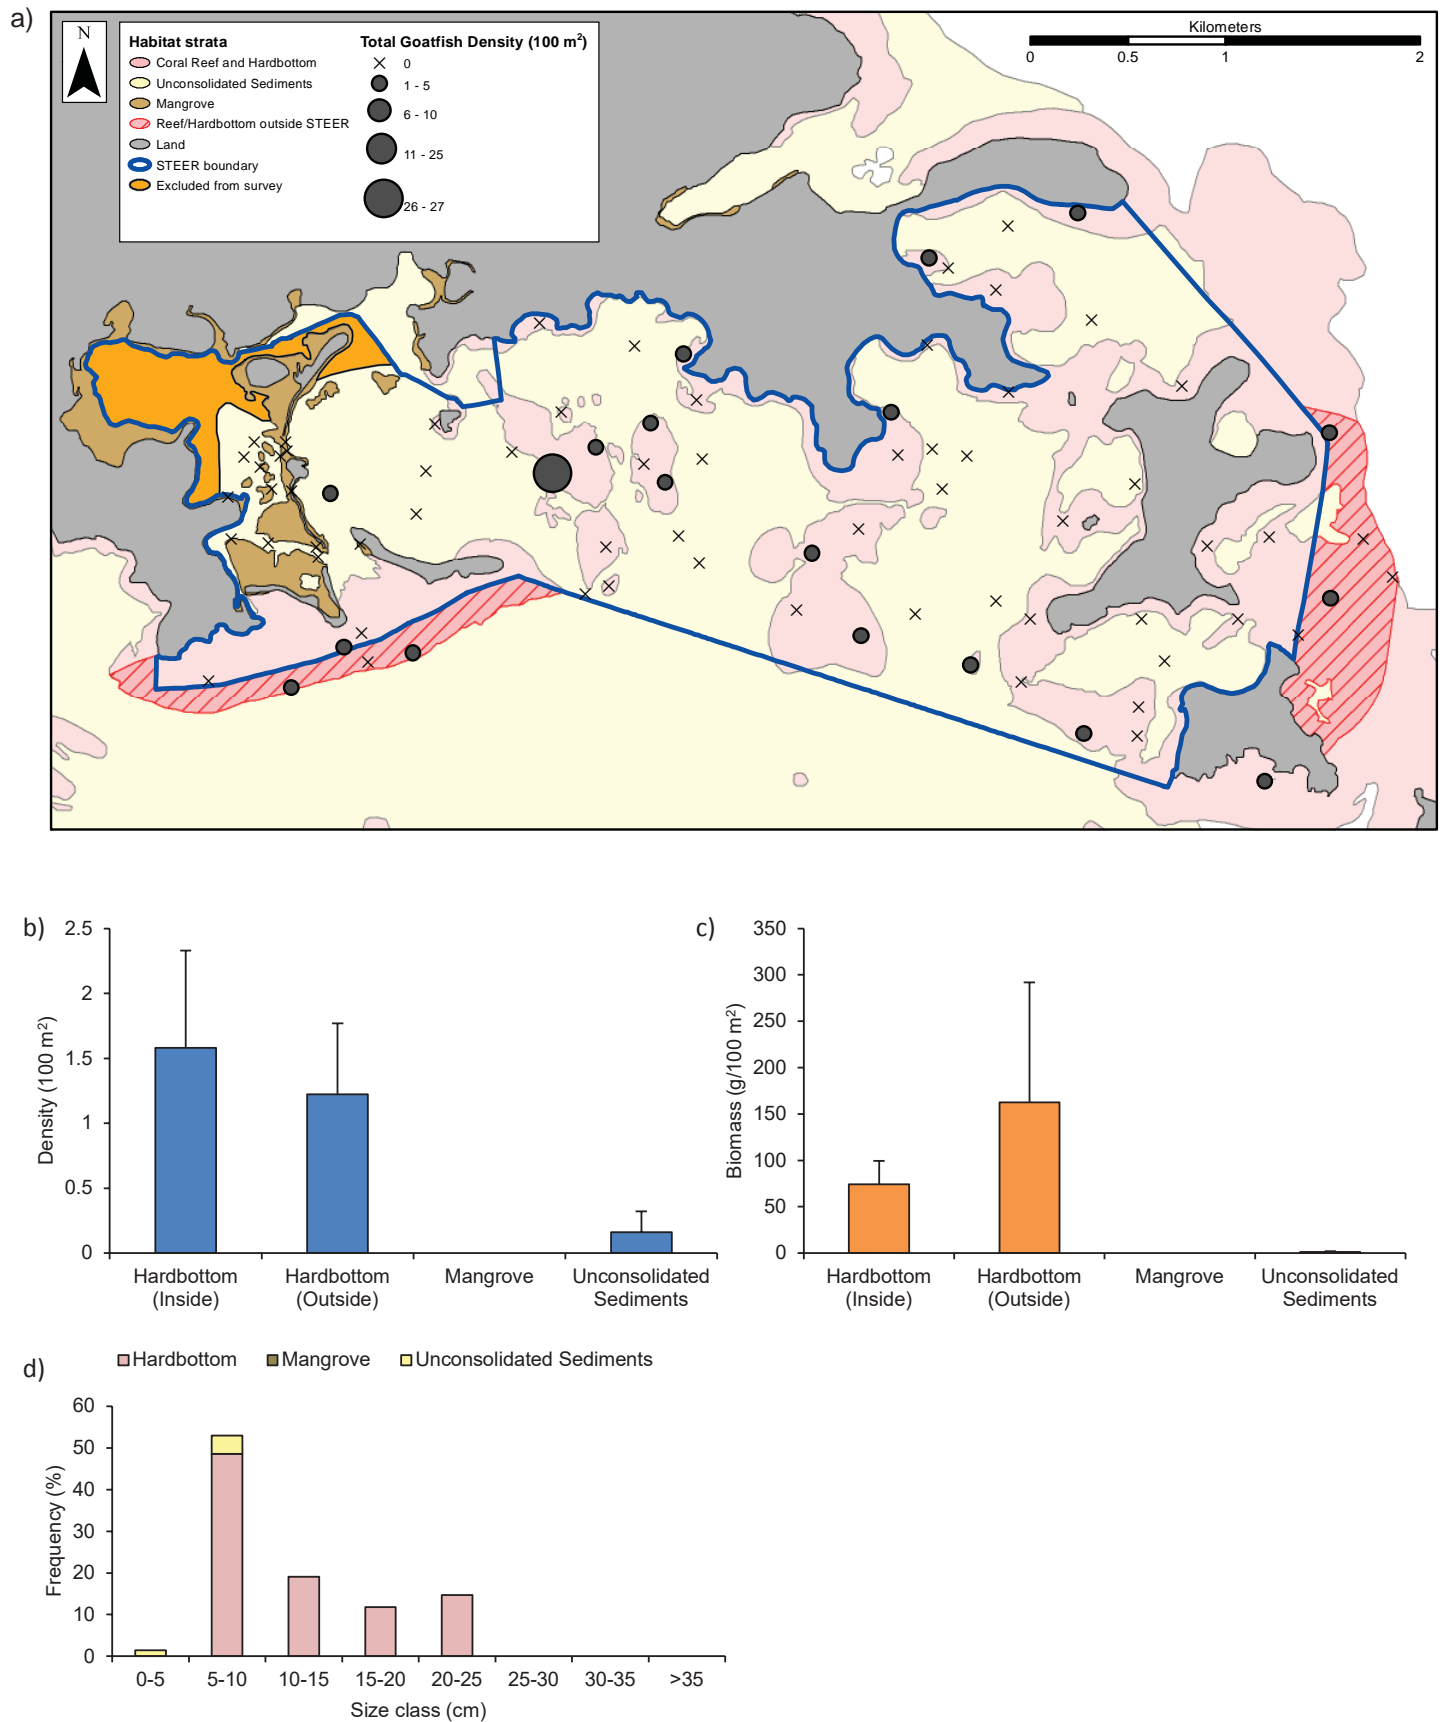 a)
N
Habitat strata
Coral Reef and Hardbottom
Unconsolidated Sediments
Mangrove
Reef/Hardbottom outside STEER
Land
STEER boundary
Excluded from survey
Total Goatfish Density (100 m²)
0
1 - 5
6 - 10
11 - 25
26 - 27
Kilometers
0 0.5 1 2
b)
Density (100 m²)
2.5
2
1.5
1
0.5
0
Hardbottom (Inside)
Hardbottom (Outside)
Mangrove
Unconsolidated Sediments
c)
Biomass (g/100 m²)
350
300
250
200
150
100
50
0
Hardbottom (Inside)
Hardbottom (Outside)
Mangrove
Unconsolidated Sediments
d)
Hardbottom Mangrove Unconsolidated Sediments
Frequency (%)
60
50
40
30
20
10
0
0-5 5-10 10-15 15-20 20-25 25-30 30-35 >35
Size class (cm)